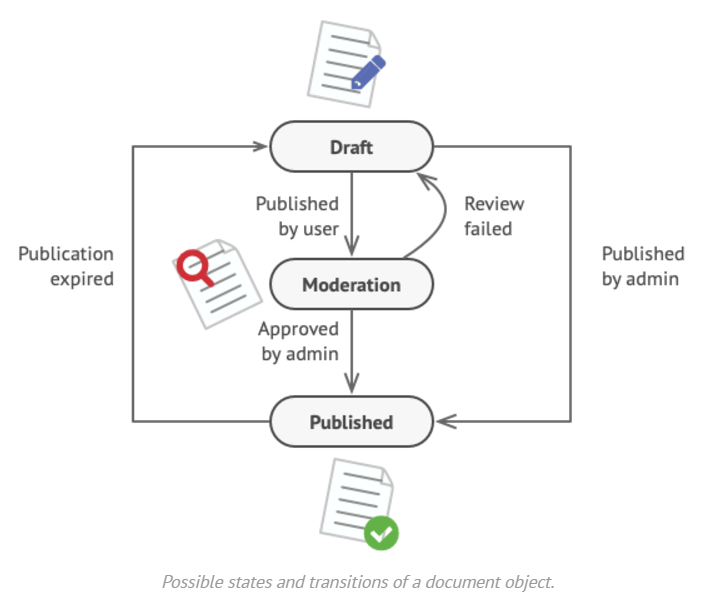 Draft
Published
by user
Review
failed
Publication
expired
Published
by admin
Moderation
Approved
by admin
Published
Possible states and transitions of a document object.